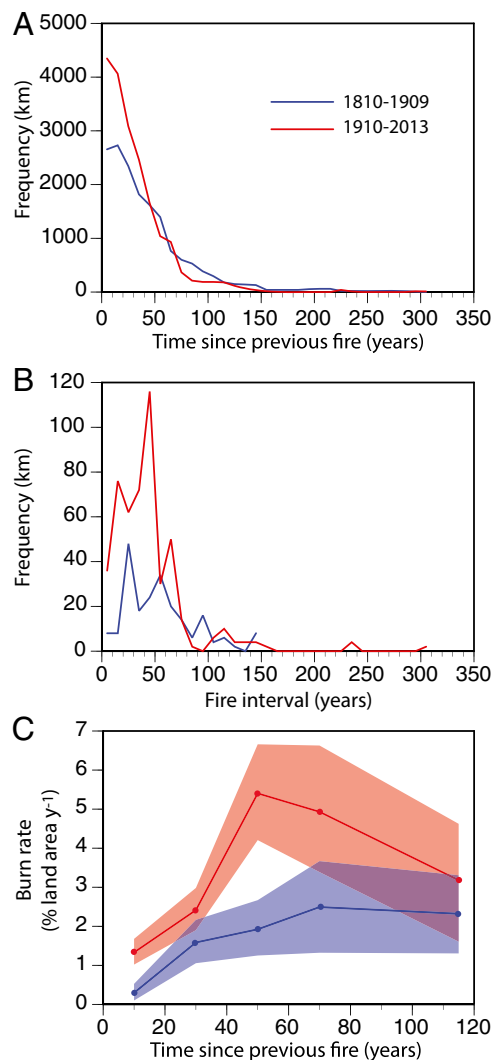 A
5000
4000
3000
2000
1000
0
Frequency (km)
1810-1909
1910-2013
0 50 100 150 200 250 300 350
Time since previous fire (years)
B
120
100
80
60
40
20
0
Frequency (km)
0 50 100 150 200 250 300 350
Fire interval (years)
C
7
6
5
4
3
2
1
0
Burn rate
(% land area y-1)
0 20 40 60 80 100 120
Time since previous fire (years)